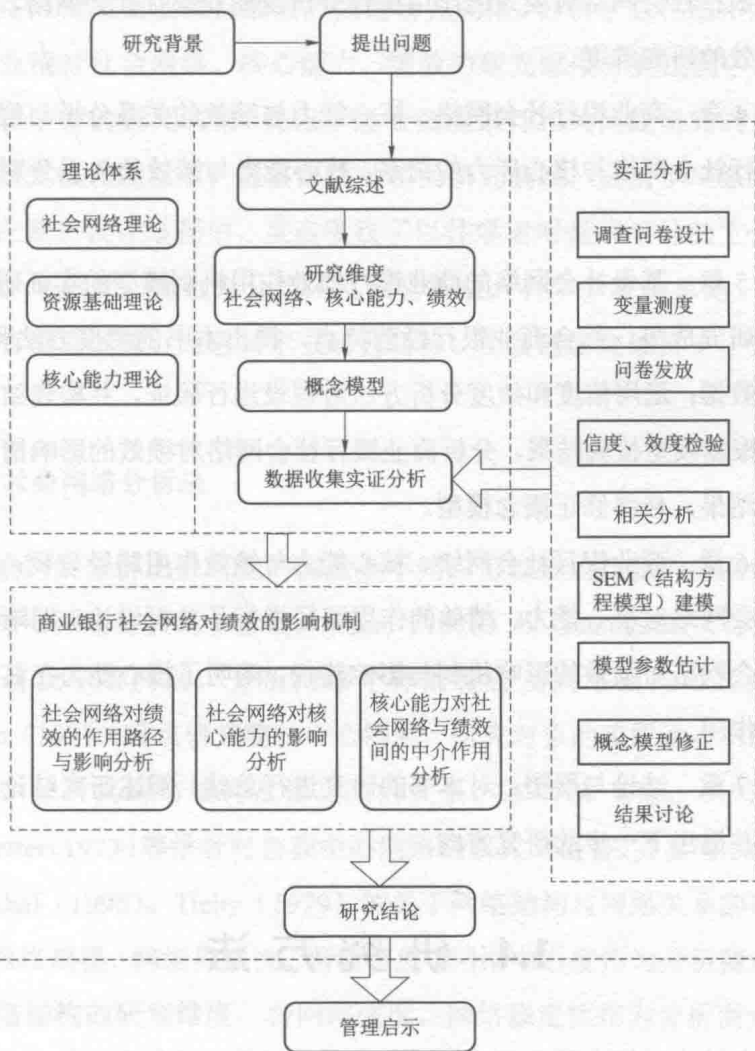 研究背景
提出问题
理论体系
社会网络理论
资源基础理论
核心能力理论
文献综述
研究维度
社会网络、核心能力、绩效
概念模型
数据收集实证分析
实证分析
调查问卷设计
变量测度
问卷发放
信度、效度检验
相关分析
SEM（结构方
程模型）建模
模型参数估计
概念模型修正
结果讨论
商业银行社会网络对绩效的影响机制
社会网络对绩
效的作用路径
与影响分析
社会网络对核
心能力的影响
分析
核心能力对社
会网络与绩效
间的中介作用
分析
研究结论
管理启示